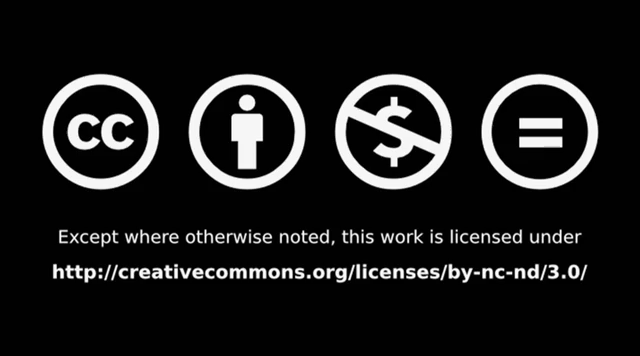 cc
$
=
Except where otherwise noted, this work is licensed under
http://creativecommons.org/licenses/by-nc-nd/3.0/